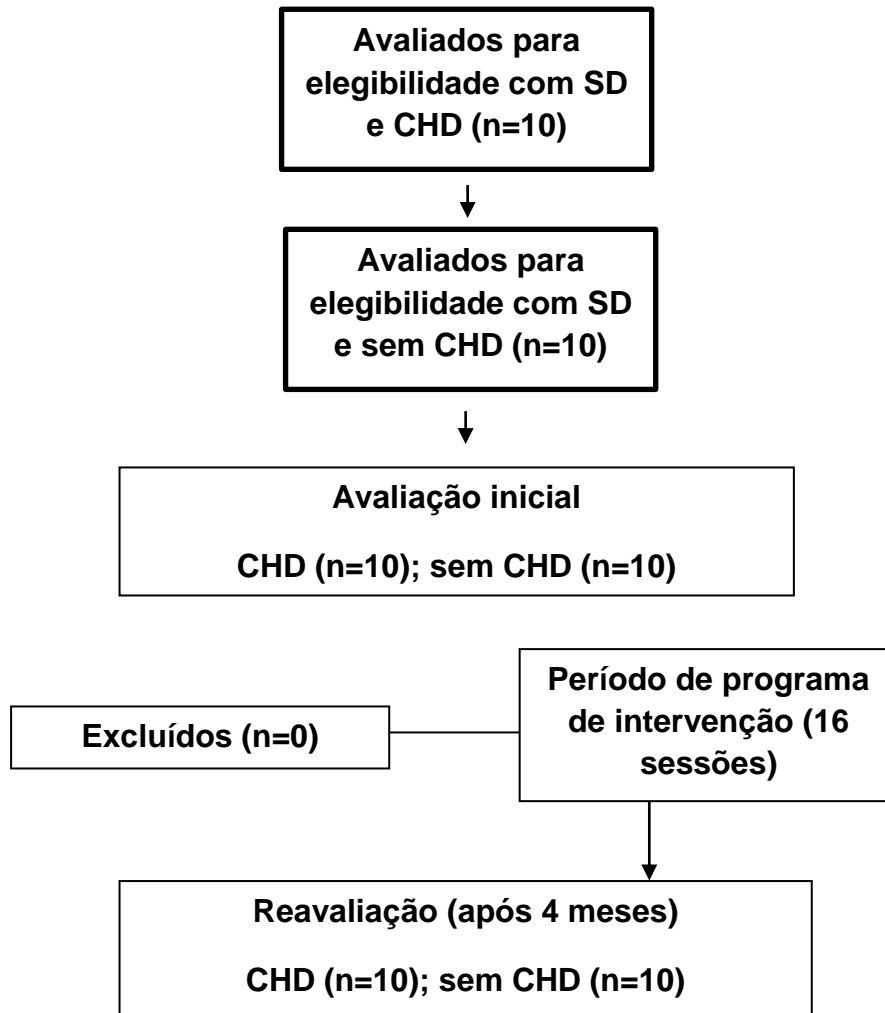 Avaliados para
elegibilidade com SD
e CHD (n=10)
Avaliados para
elegibilidade com SD
e sem CHD (n=10)
Avaliação inicial
CHD (n=10); sem CHD (n=10)
Período de programa
de intervenção (16
sessões)
Excluídos (n=0)
Reavaliação (após 4 meses)
CHD (n=10); sem CHD (n=10)